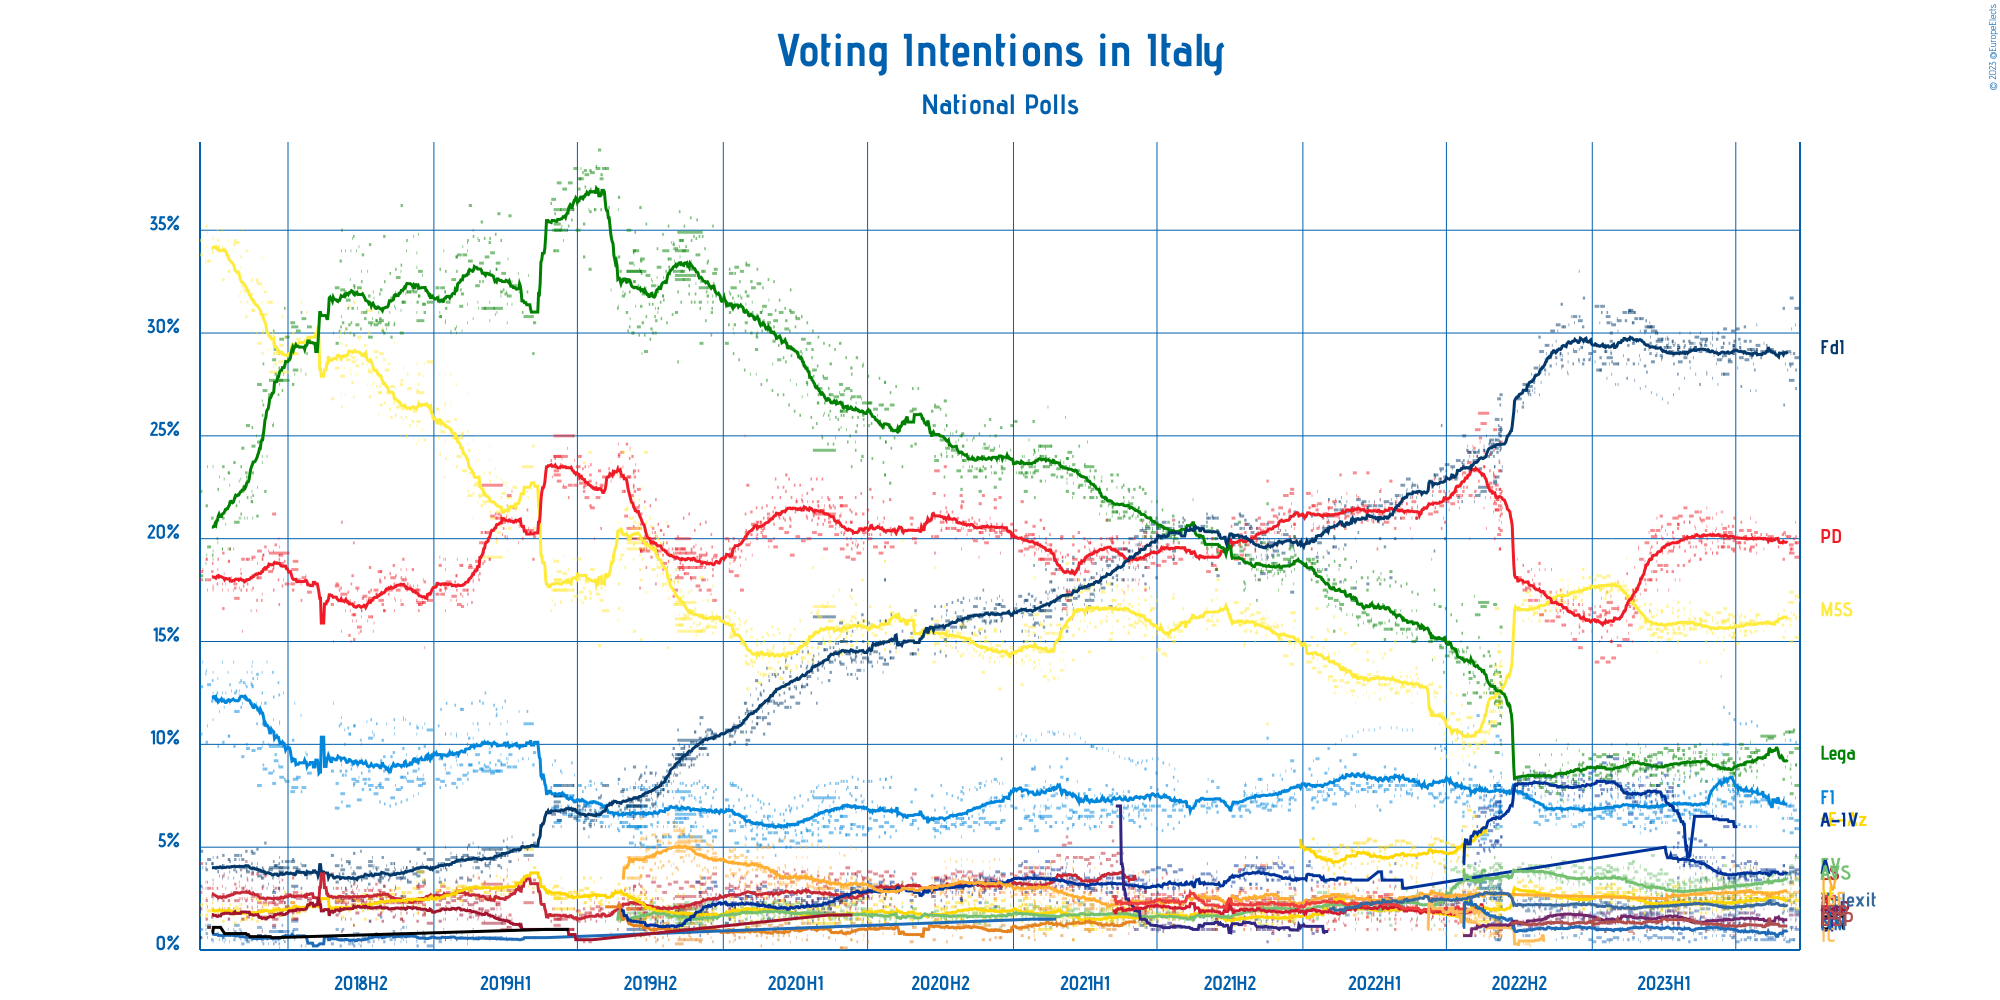 Voting Intentions in Italy
National Polls
© 2023 @EuropeElects
35%
30%
25%
20%
15%
10%
5%
0%
FdI
PD
M5S
Lega
FI
A-IV
Italexit
2018H2
2019H1
2019H2
2020H1
2020H2
2021H1
2021H2
2022H1
2022H2
2023H1